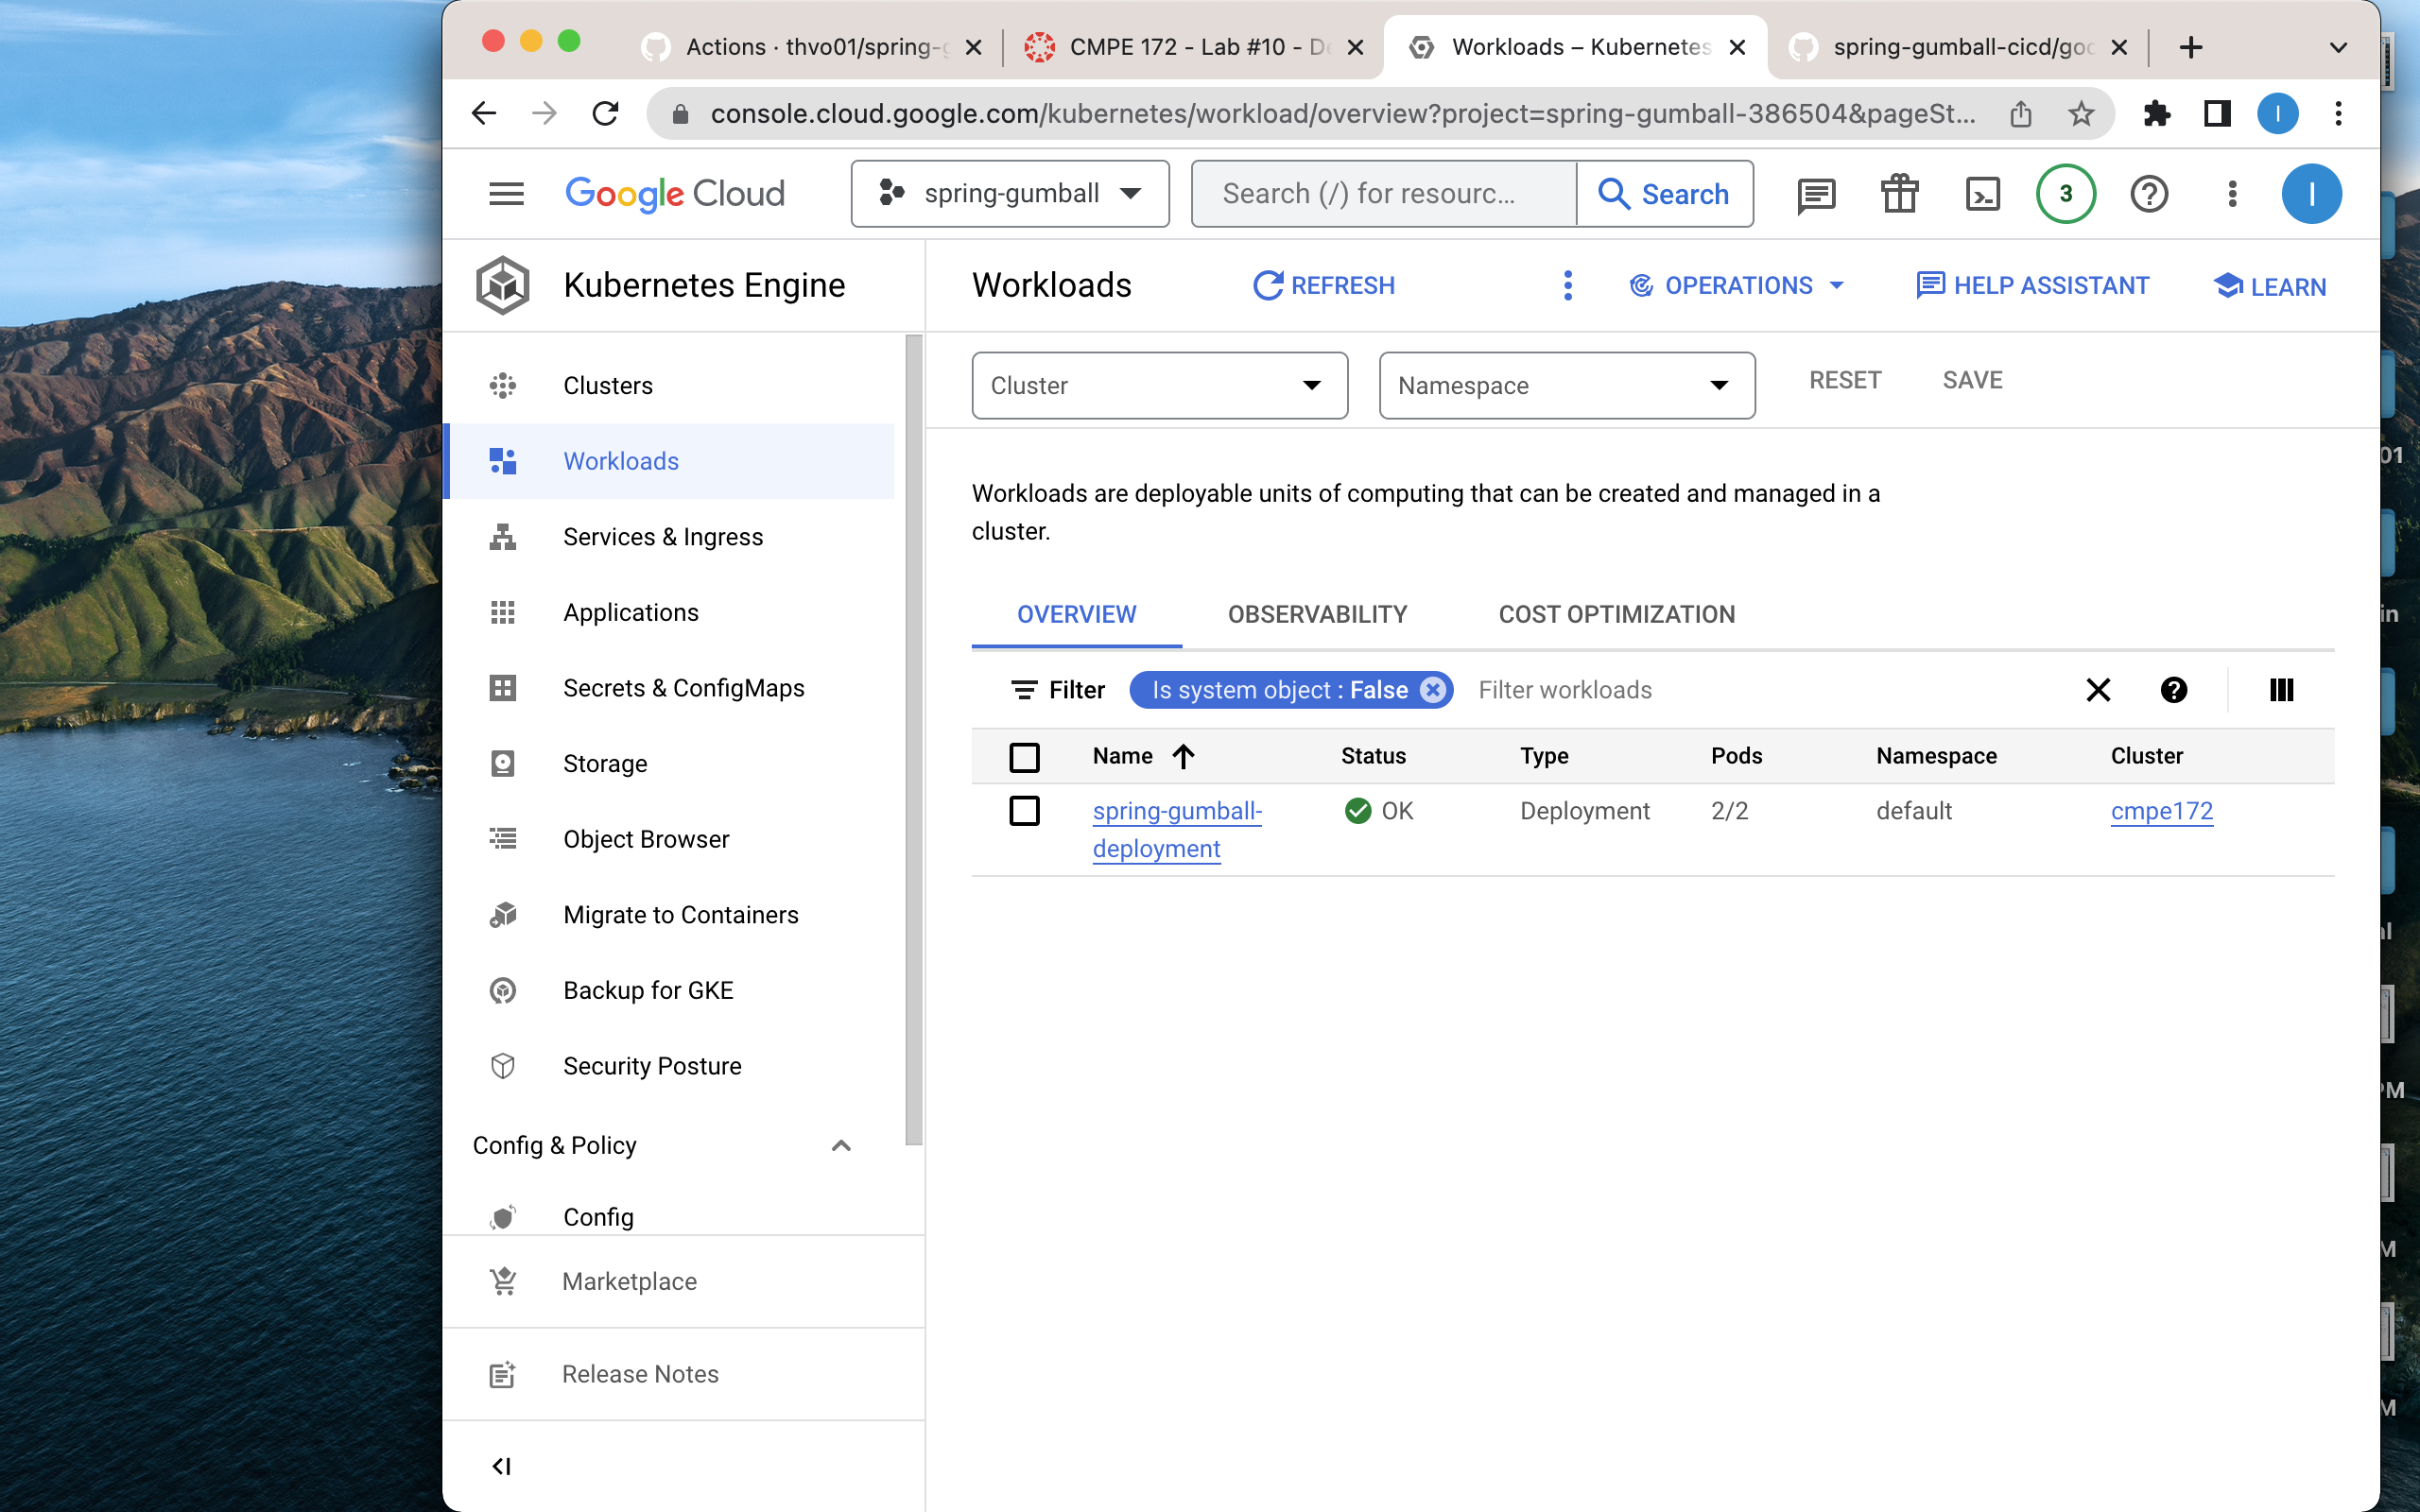 Actions · thvo01/spring-g
CMPE 172 - Lab #10 - De
Workloads – Kubernetes
spring-gumball-cicd/goo
console.cloud.google.com/kubernetes/workload/overview?project=spring-gumball-386504&pageSt...
I
Google Cloud
spring-gumball
Search (/) for resourc...
Search
3
I
Kubernetes Engine
Workloads
REFRESH
OPERATIONS
HELP ASSISTANT
LEARN
Clusters
Workloads
Services & Ingress
Applications
Secrets & ConfigMaps
Storage
Object Browser
Migrate to Containers
Backup for GKE
Security Posture
Config & Policy
Config
Marketplace
Release Notes
Cluster
Namespace
RESET
SAVE
Workloads are deployable units of computing that can be created and managed in a
cluster.
OVERVIEW
OBSERVABILITY
COST OPTIMIZATION
Filter
Is system object : False
Filter workloads
Name Status Type Pods Namespace Cluster
spring-gumball- OK Deployment 2/2 default cmpe172
deployment
01
in
PM
M
M